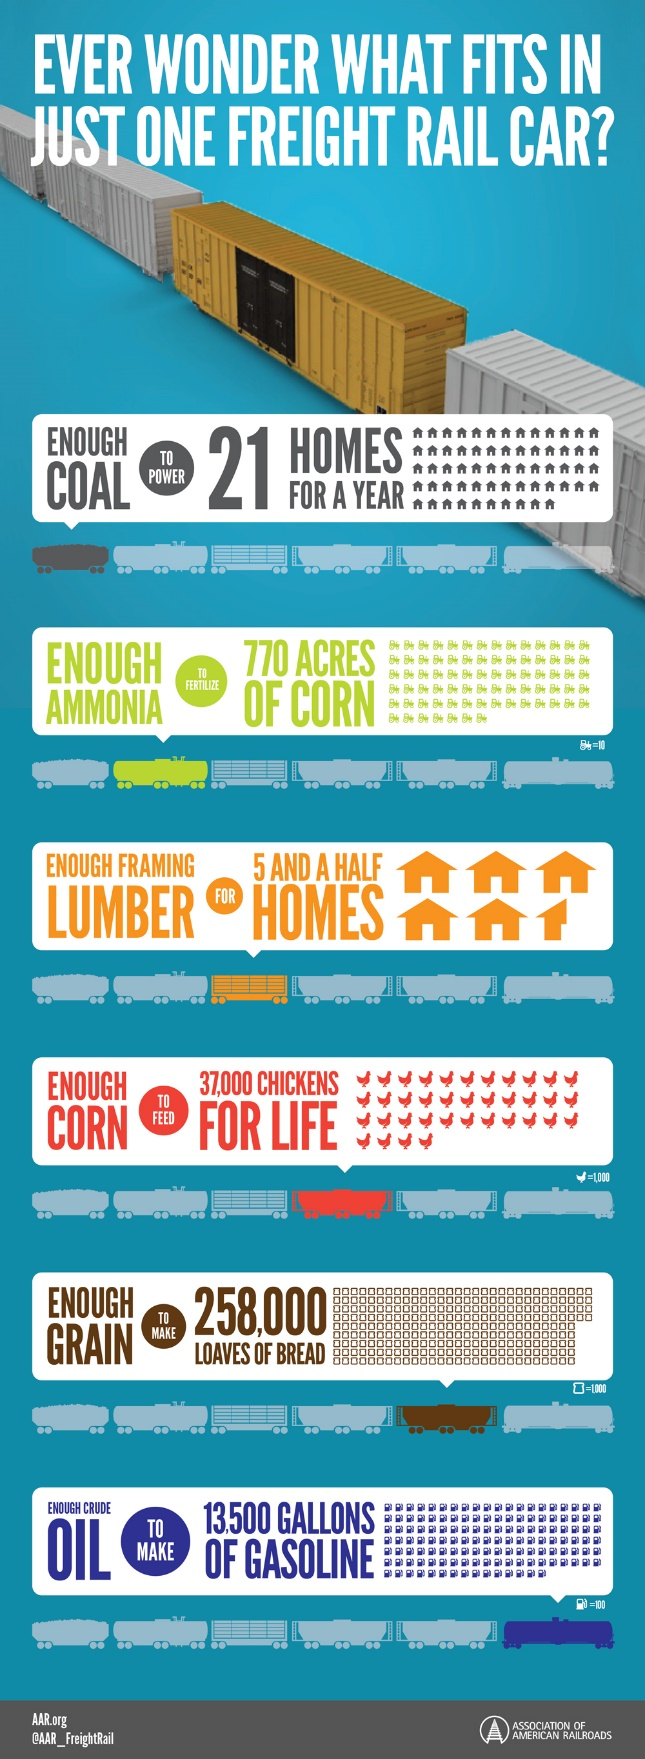 EVER WONDER WHAT FITS IN
JUST ONE FREIGHT RAIL CAR?
ENOUGH
COAL
TO
POWER
21
HOMES
FOR A YEAR
ENOUGH
AMMONIA
TO
FERTILIZE
770 ACRES
OF CORN
=10
ENOUGH FRAMING
LUMBER
FOR
5 AND A HALF
HOMES
ENOUGH
CORN
TO
FEED
37,000 CHICKENS
FOR LIFE
=1,000
ENOUGH
GRAIN
TO
MAKE
258,000
LOAVES OF BREAD
=1,000
ENOUGH CRUDE
OIL
TO
MAKE
13,500 GALLONS
OF GASOLINE
=100
AAR.org
@AAR_FreightRail
ASSOCIATION OF
AMERICAN RAILROADS